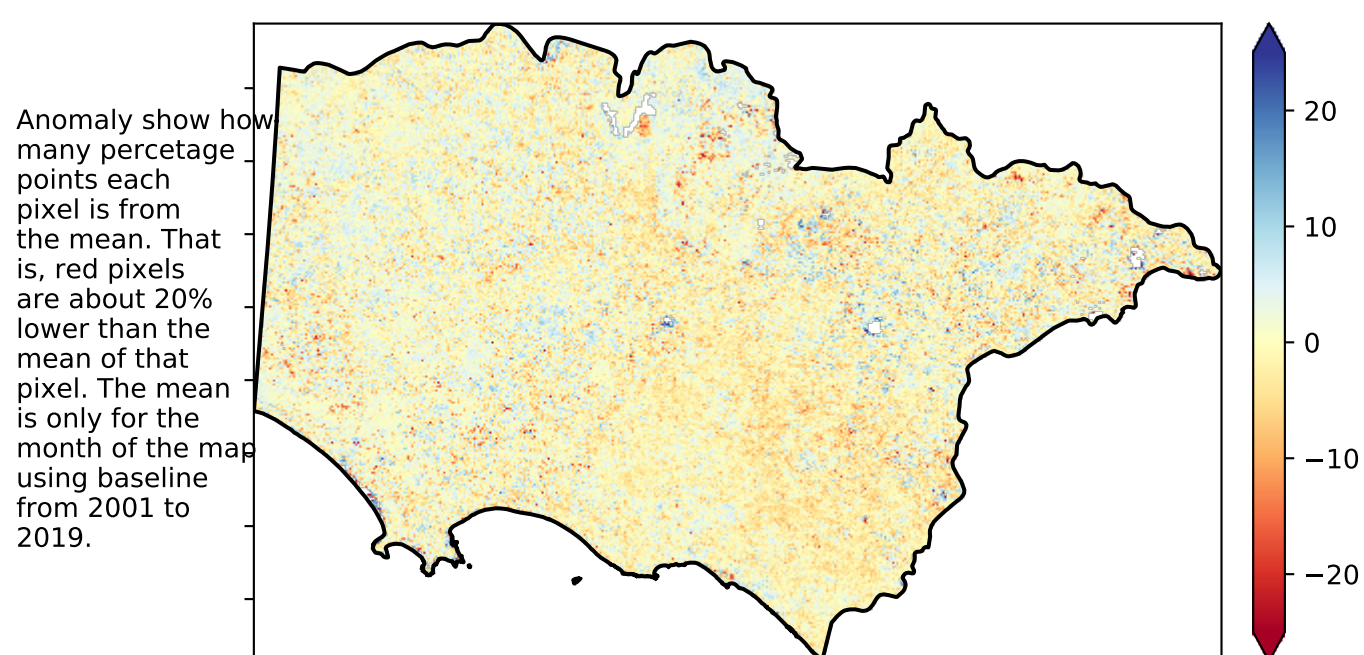 Anomaly show how
many percetage
points each
pixel is from
the mean. That
is, red pixels
are about 20%
lower than the
mean of that
pixel. The mean
is only for the
month of the map
using baseline
from 2001 to
2019.
20
10
0
−10
−20